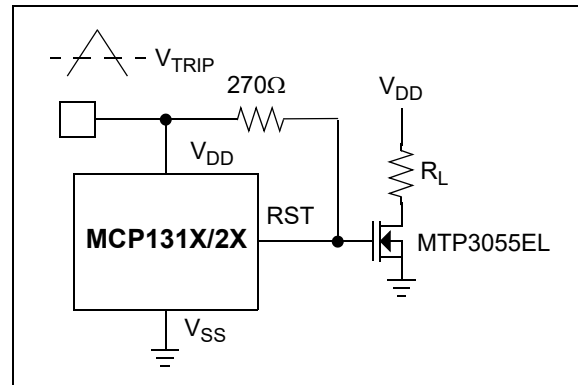 V_TRIP
270Ω
V_DD
V_DD
R_L
RST
MCP131X/2X
MTP3055EL
V_SS